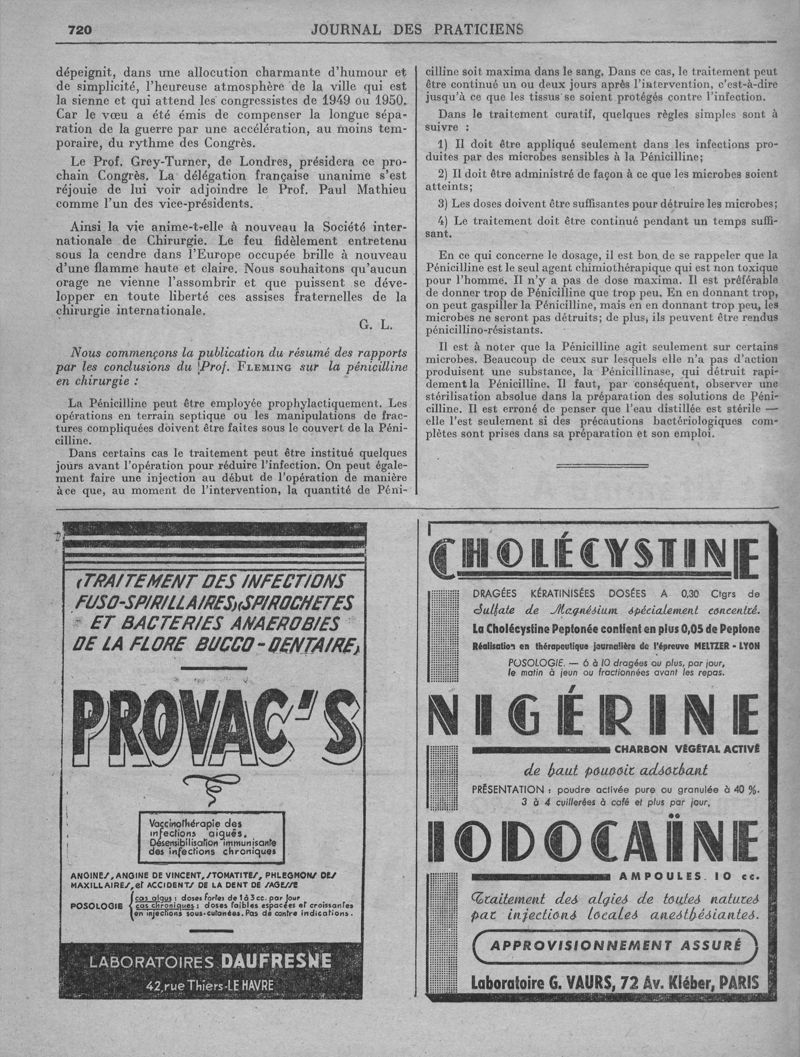 720
JOURNAL DES PRATICIENS
dépeignit, dans une allocution charmante d'humour et
de simplicité, l'heureuse atmosphère de la ville qui est
la sienne et qui attend les congressistes de 1949 ou 1950.
Car le vœu a été émis de compenser la longue sépa-
ration de la guerre par une accélération, au moins tem-
poraire, du rythme des Congrès.
Le Prof. Grey-Turner, de Londres, présidera ce pro-
chain Congrès. La délégation française unanime s'est
réjouie de lui voir adjoindre le Prof. Paul Mathieu
comme l'un des vice-présidents.
Ainsi la vie anime-t-elle à nouveau la Société inter-
nationale de Chirurgie. Le feu fidèlement entretenu
sous la cendre dans l'Europe occupée brille à nouveau
d'une flamme haute et claire. Nous souhaitons qu'aucun
orage ne vienne l'assombrir et que puissent se déve-
lopper en toute liberté ces assises fraternelles de la
chirurgie internationale.
G. L.
Nous commençons la publication du résumé des rapports
par les conclusions du Prof. FLEMING sur la pénicilline
en chirurgie :
La Pénicilline peut être employée prophylactiquement. Les
opérations en terrain septique ou les manipulations de frac-
tures compliquées doivent être faites sous le couvert de la Péni-
cilline.
Dans certains cas le traitement peut être institué quelques
jours avant l'opération pour réduire l'infection. On peut égale-
ment faire une injection au début de l'opération de manière
àce que, au moment de l'intervention, la quantité de Péni-
cilline soit maxima dans le sang. Dans ce cas, le traitement peut
être continué un ou deux jours après l'intervention, c'est-à-dire
jusqu'à ce que les tissus se soient protégés contre l'infection.
Dans le traitement curatif, quelques règles simples sont à
suivre :
1) Il doit être appliqué seulement dans les infections pro-
duites par des microbes sensibles à la Pénicilline;
2) Il doit être administré de façon à ce que les microbes soient
atteints;
3) Les doses doivent être suffisantes pour détruire les microbes;
4) Le traitement doit être continué pendant un temps suffi-
sant.
En ce qui concerne le dosage, il est bon de se rappeler que la
Pénicilline est le seul agent chimiothérapique qui est non toxique
pour l'homme. Il n'y a pas de dose maxima. Il est préférable
de donner trop de Pénicilline que trop peu. En en donnant trop,
on peut gaspiller la Pénicilline, mais en en donnant trop peu, les
microbes ne seront pas détruits; de plus, ils peuvent être rendus
pénicillino-résistants.
Il est à noter que la Pénicilline agit seulement sur certains
microbes. Beaucoup de ceux sur lesquels elle n'a pas d'action
produisent une substance, la Pénicillinase, qui détruit rapi-
dement la Pénicilline. Il faut, par conséquent, observer une
stérilisation absolue dans la préparation des solutions de Péni-
cilline. Il est erroné de penser que l'eau distillée est stérile —
elle l'est seulement si des précautions bactériologiques com-
plètes sont prises dans sa préparation et son emploi.
(TRAITEMENT DES INFECTIONS
FUSO-SPIRILLAIRES,(SPIROCHETES
ET BACTERIES ANAEROBIES
DE LA FLORE BUCCO-DENTAIRE)
PROVAC'S
Vaccinothérapie des
infections aiguës.
Désensibilisation immunisante
des infections chroniques
ANGINES, ANGINE DE VINCENT, STOMATITES, PHLEGMONS DES
MAXILLAIRES, et ACCIDENTS DE LA DENT DE SAGESSE
POSOLOGIE
cas aigus : doses fortes de 1 à 3 cc. par jour
cas chroniques : doses faibles espacées et croissantes
en injections sous-cutanées. Pas de contre indications.
LABORATOIRES DAUFRESNE
42, rue Thiers-LE HAVRE
CHOLÉCYSTINE
DRAGÉES KÉRATINISÉES DOSÉES A 0,30 Ctgrs de
Sulfate de Magnésium spécialement concentré.
La Cholécystine Peptonée contient en plus 0,05 de Peptone
Réalisation en thérapeutique journalière de l'épreuve MELTZER - LYON
POSOLOGIE. — 6 à 10 dragées ou plus, par jour,
le matin à jeun ou fractionnées avant les repas.
NIGÉRINE
CHARBON VÉGÉTAL ACTIVÉ
de haut pouvoir adsorbant
PRÉSENTATION : poudre activée pure ou granulée à 40 %.
3 à 4 cuillerées à café et plus par jour.
IODOCAÏNE
AMPOULES 10 cc.
Traitement des algies de toutes natures
par injections locales anesthésiantes.
APPROVISIONNEMENT ASSURÉ
Laboratoire G. VAURS, 72 Av. Kléber, PARIS